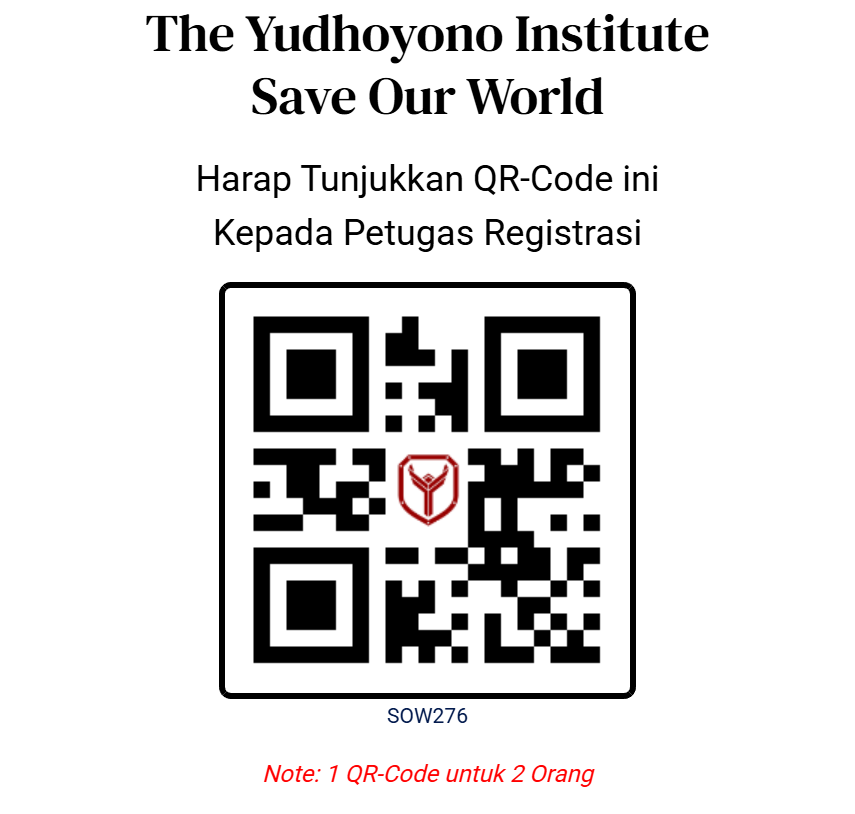 The Yudhoyono Institute
Save Our World
Harap Tunjukkan QR-Code ini
Kepada Petugas Registrasi
SOW276
Note: 1 QR-Code untuk 2 Orang